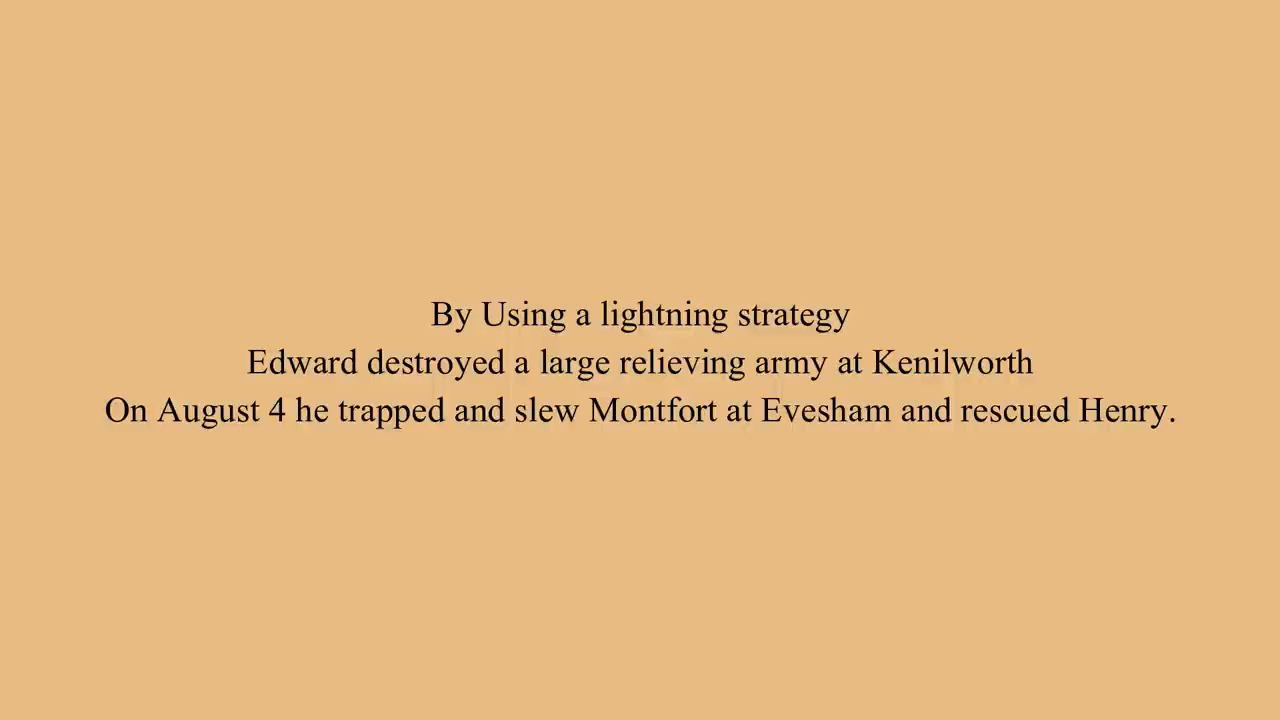 By Using a lightning strategy
Edward destroyed a large relieving army at Kenilworth
On August 4 he trapped and slew Montfort at Evesham and rescued Henry.